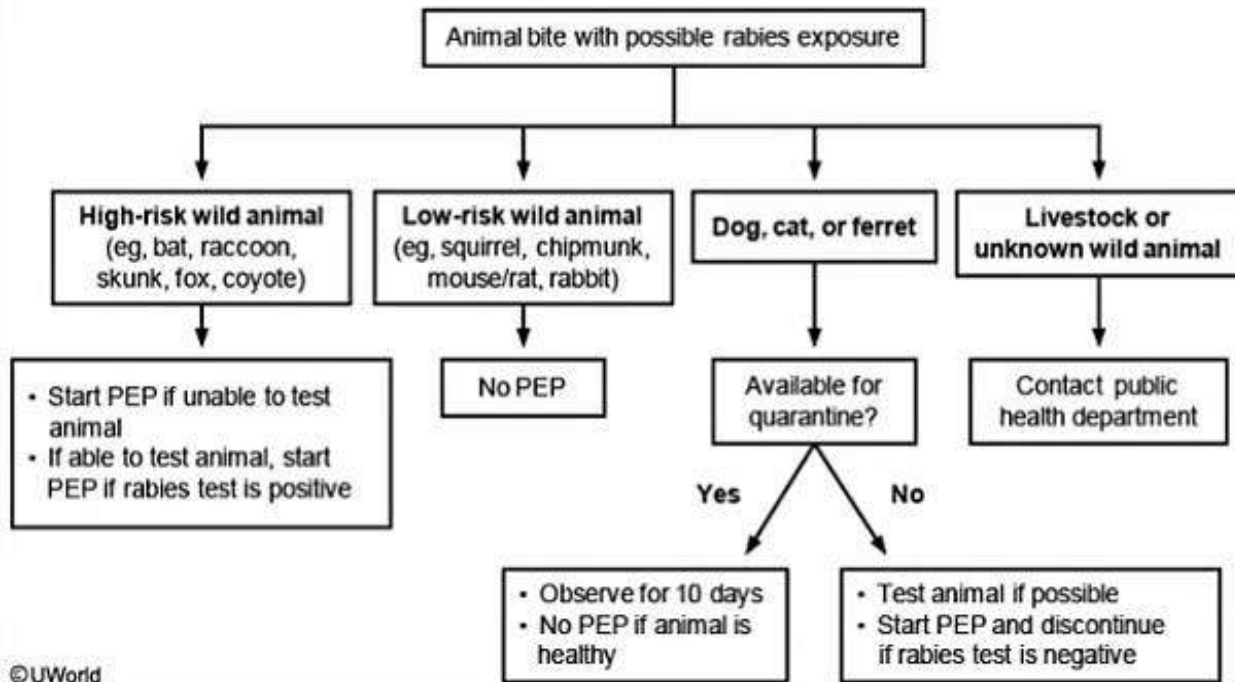 Animal bite with possible rabies exposure
High-risk wild animal
(eg, bat, raccoon,
skunk, fox, coyote)
Low-risk wild animal
(eg, squirrel, chipmunk,
mouse/rat, rabbit)
Dog, cat, or ferret
Livestock or
unknown wild animal
• Start PEP if unable to test
animal
• If able to test animal, start
PEP if rabies test is positive
No PEP
Available for
quarantine?
Contact public
health department
Yes
No
• Observe for 10 days
• No PEP if animal is
healthy
• Test animal if possible
• Start PEP and discontinue
if rabies test is negative
©UWorld